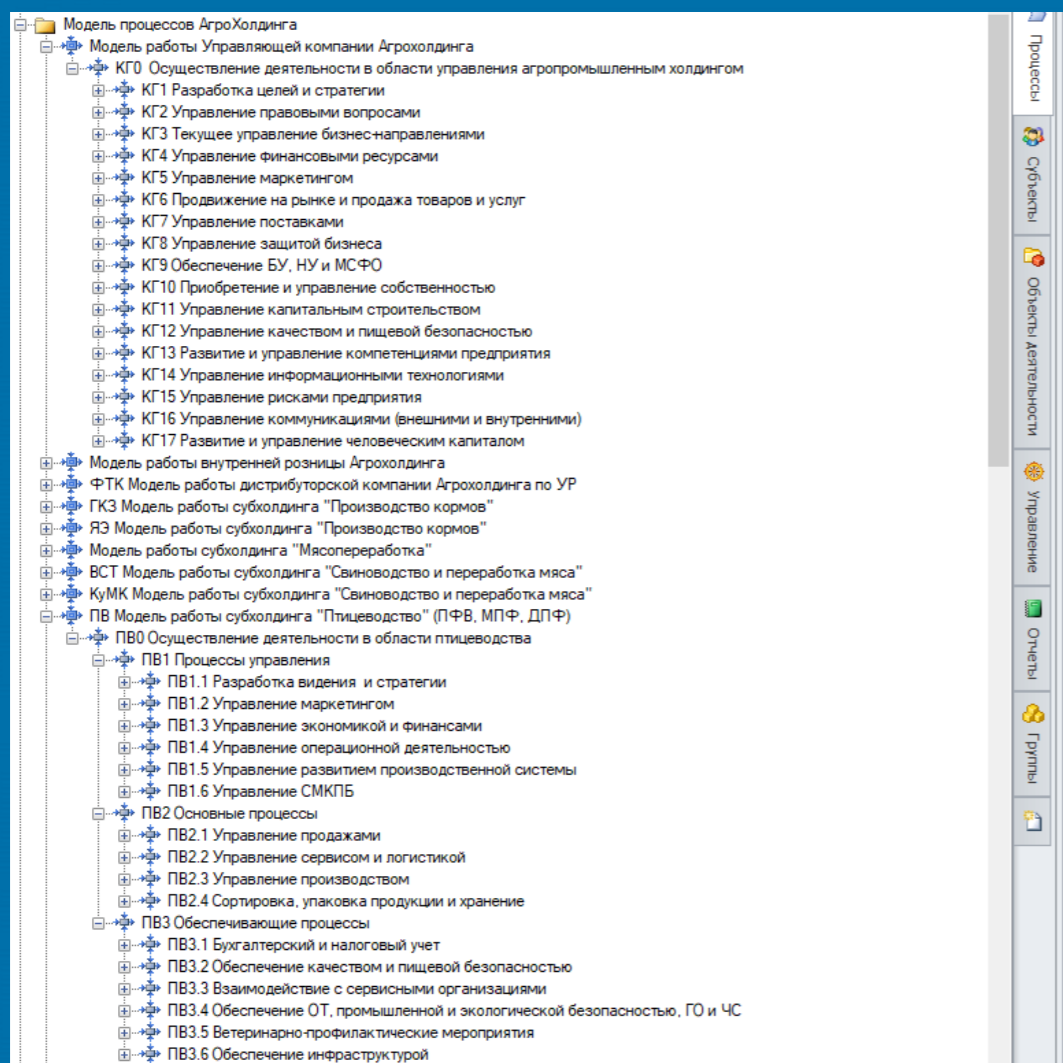 Модель процессов АгроХолдинга
Модель работы Управляющей компании Агрохолдинга
КГ0 Осуществление деятельности в области управления агропромышленным холдингом
КГ1 Разработка целей и стратегии
КГ2 Управление правовыми вопросами
КГ3 Текущее управление бизнес-направлениями
КГ4 Управление финансовыми ресурсами
КГ5 Управление маркетингом
КГ6 Продвижение на рынке и продажа товаров и услуг
КГ7 Управление поставками
КГ8 Управление защитой бизнеса
КГ9 Обеспечение БУ, НУ и МСФО
КГ10 Приобретение и управление собственностью
КГ11 Управление капитальным строительством
КГ12 Управление качеством и пищевой безопасностью
КГ13 Развитие и управление компетенциями предприятия
КГ14 Управление информационными технологиями
КГ15 Управление рисками предприятия
КГ16 Управление коммуникациями (внешними и внутренними)
КГ17 Развитие и управление человеческим капиталом
Модель работы внутренней розницы Агрохолдинга
ФТК Модель работы дистрибуторской компании Агрохолдинга по УР
ГКЗ Модель работы субхолдинга "Производство кормов"
ЯЭ Модель работы субхолдинга "Производство кормов"
Модель работы субхолдинга "Мясопереработка"
ВСТ Модель работы субхолдинга "Свиноводство и переработка мяса"
КуМК Модель работы субхолдинга "Свиноводство и переработка мяса"
ПВ Модель работы субхолдинга "Птицеводство" (ПФВ, МПФ, ДПФ)
ПВ0 Осуществление деятельности в области птицеводства
ПВ1 Процессы управления
ПВ1.1 Разработка видения и стратегии
ПВ1.2 Управление маркетингом
ПВ1.3 Управление экономикой и финансами
ПВ1.4 Управление операционной деятельностью
ПВ1.5 Управление развитием производственной системы
ПВ1.6 Управление СМКПБ
ПВ2 Основные процессы
ПВ2.1 Управление продажами
ПВ2.2 Управление сервисом и логистикой
ПВ2.3 Управление производством
ПВ2.4 Сортировка, упаковка продукции и хранение
ПВ3 Обеспечивающие процессы
ПВ3.1 Бухгалтерский и налоговый учет
ПВ3.2 Обеспечение качеством и пищевой безопасностью
ПВ3.3 Взаимодействие с сервисными организациями
ПВ3.4 Обеспечение ОТ, промышленной и экологической безопасностью, ГО и ЧС
ПВ3.5 Ветеринарно-профилактические мероприятия
ПВ3.6 Обеспечение инфраструктурой
Процессы
Субъекты
Объекты деятельности
Управление
Отчеты
Группы